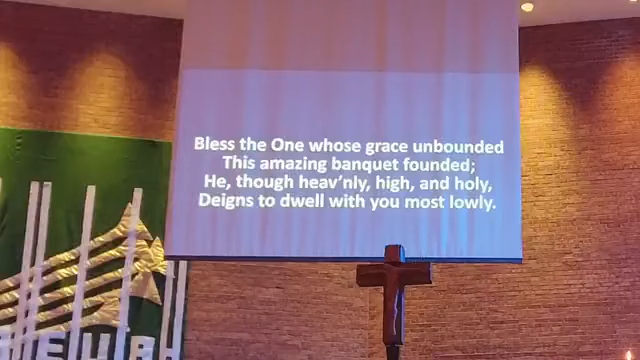 Bless the One whose grace unbounded
This amazing banquet founded;
He, though heav’nly, high, and holy,
Deigns to dwell with you most lowly.